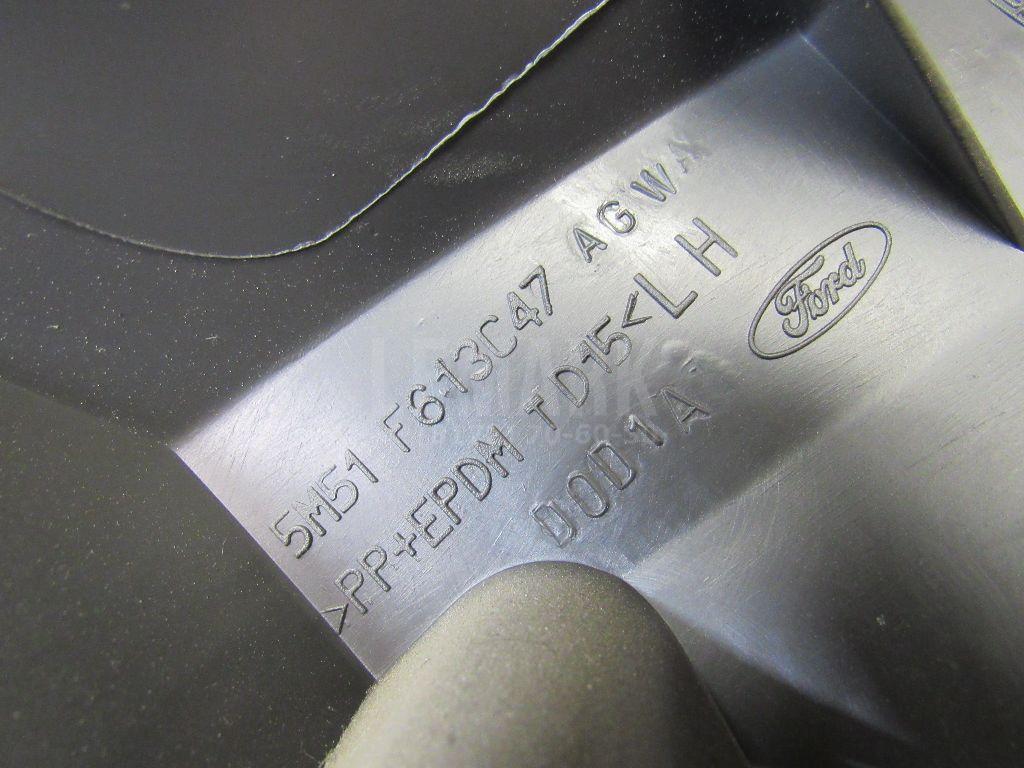 5M51 F613C47 AGWA
>PP+EPDM TD15< LH
D0D1A
Ford